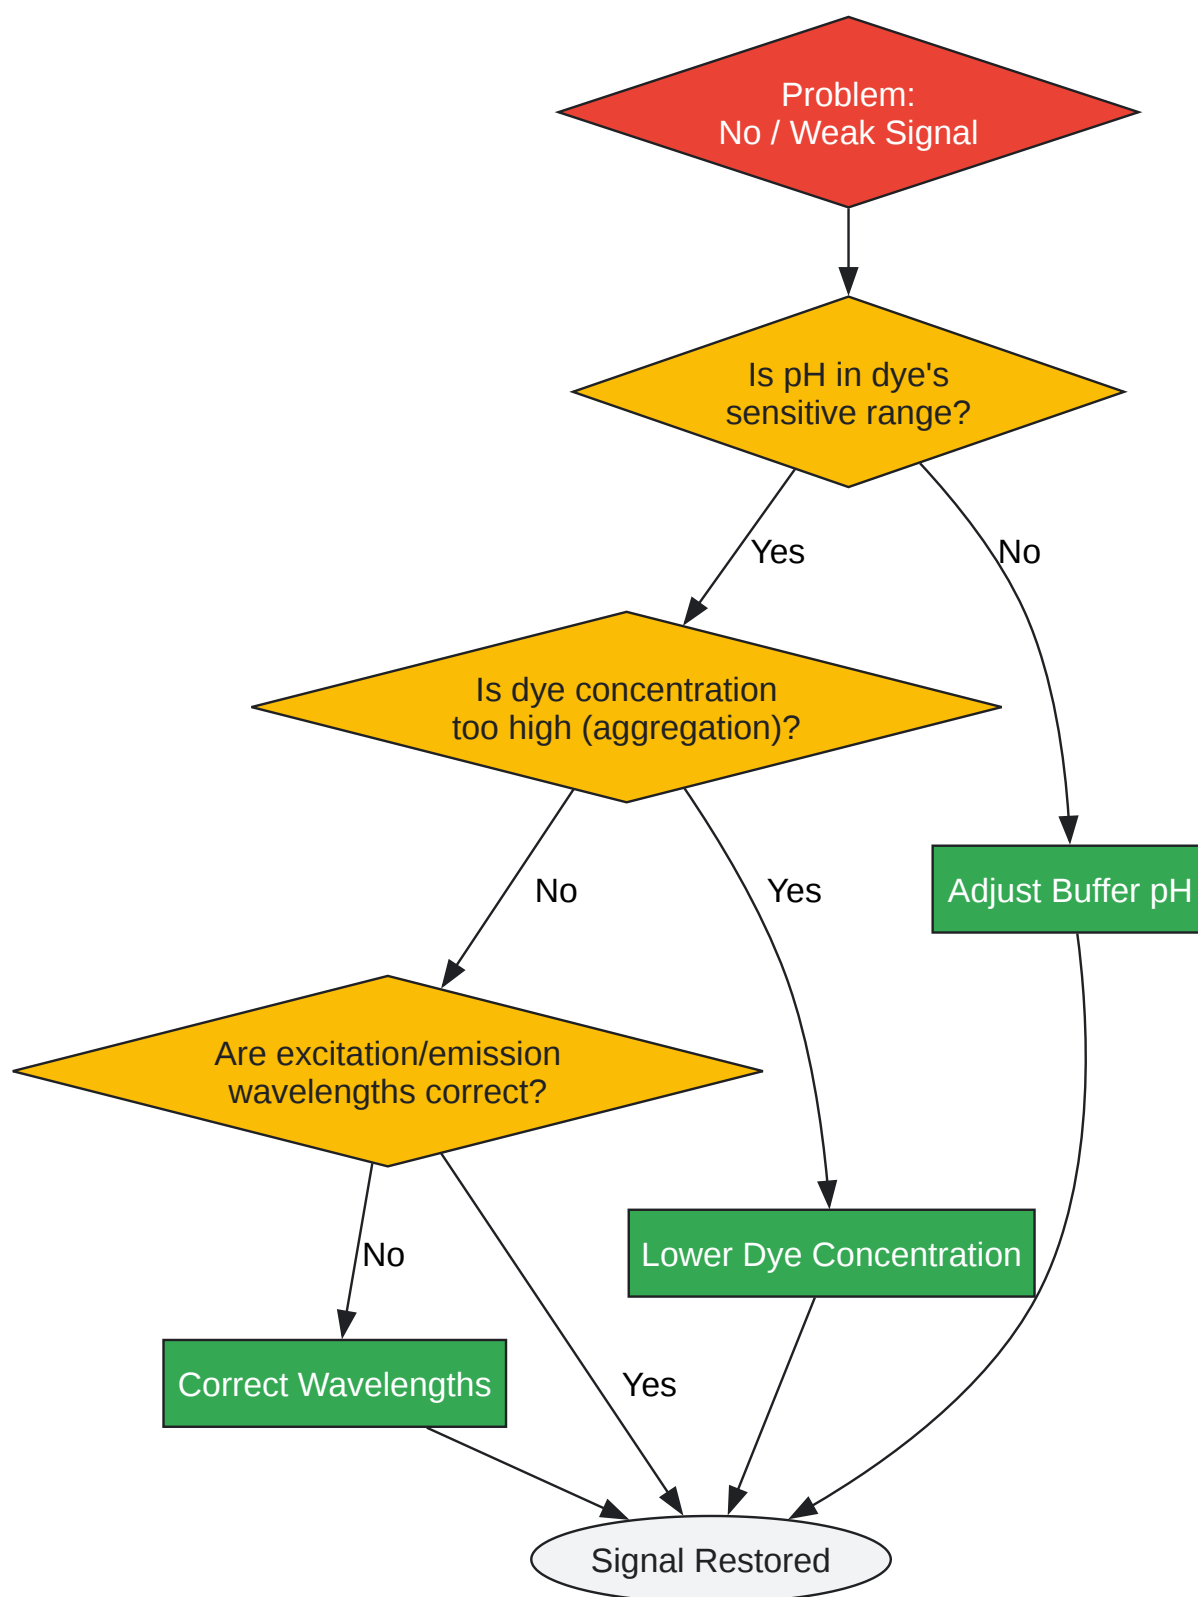 Problem:
No / Weak Signal
Is pH in dye's
sensitive range?
Yes
No
Is dye concentration
too high (aggregation)?
No
Yes
Adjust Buffer pH
Are excitation/emission
wavelengths correct?
No
Lower Dye Concentration
Correct Wavelengths
Yes
Signal Restored